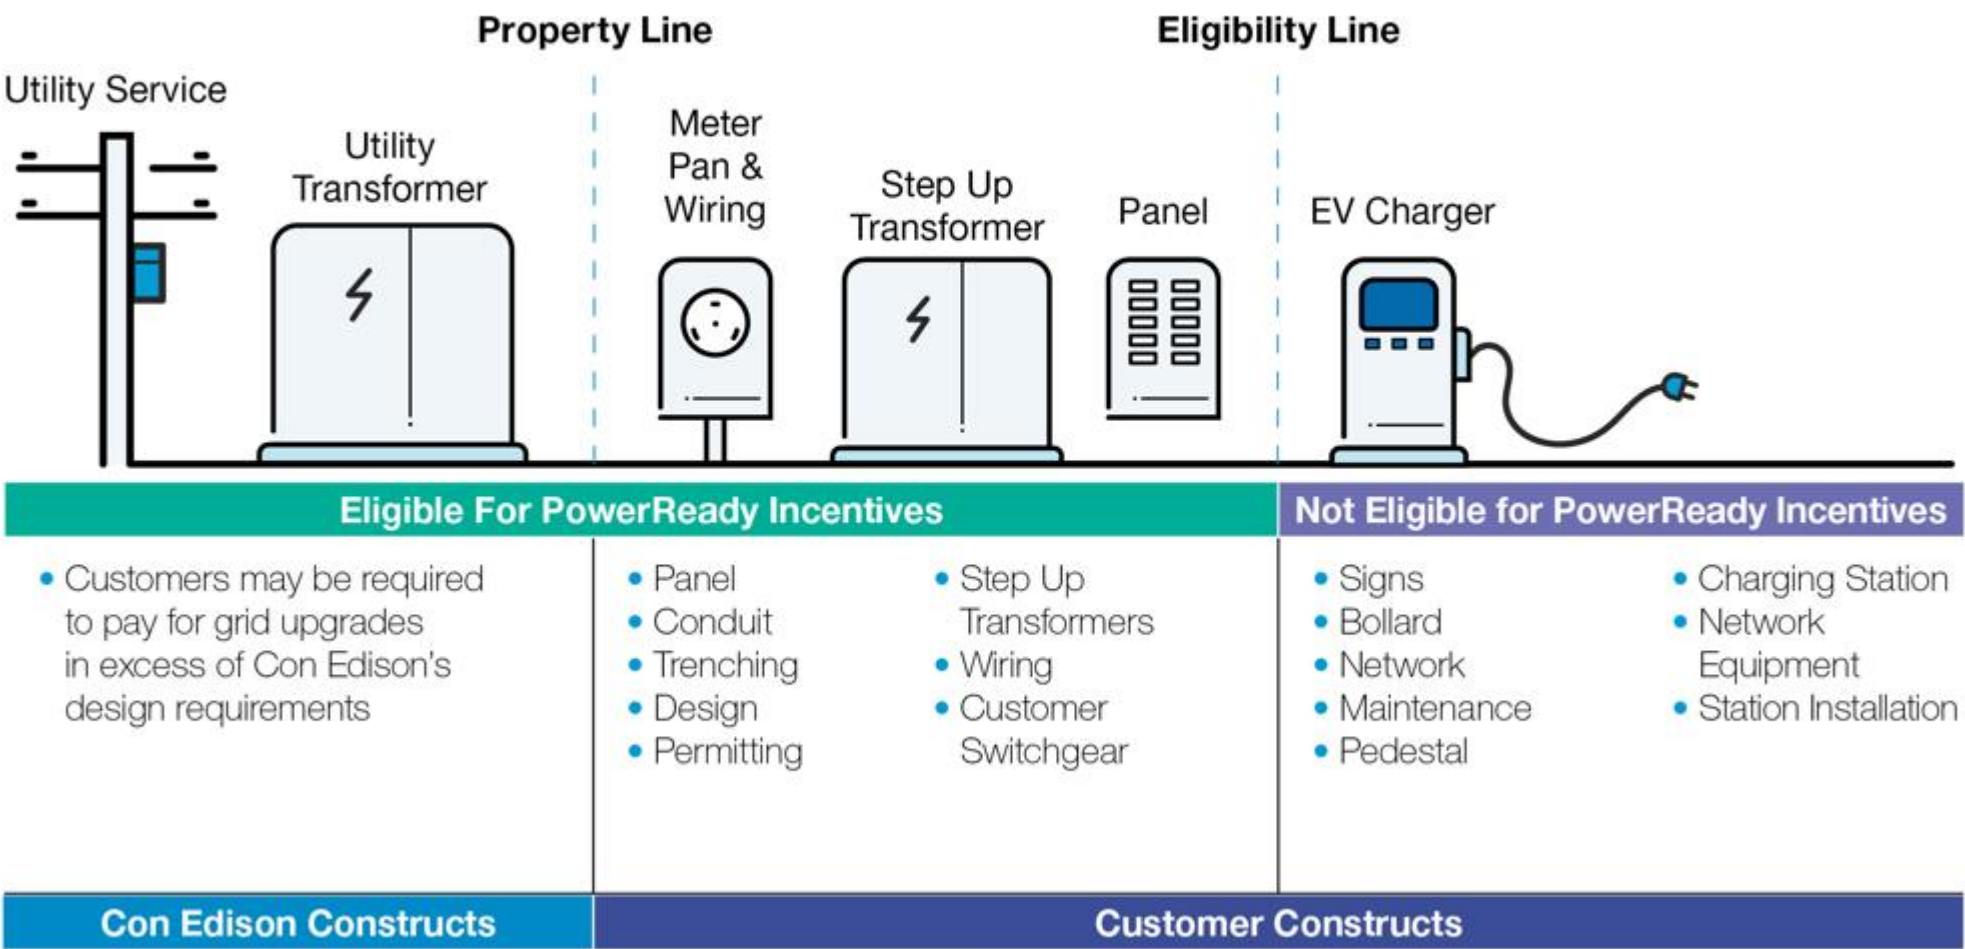 Property Line
Eligibility Line
Utility Service
Utility
Transformer
Meter
Pan &
Wiring
Step Up
Transformer
Panel
EV Charger
Eligible For PowerReady Incentives
Not Eligible for PowerReady Incentives
• Customers may be required
to pay for grid upgrades
in excess of Con Edison's
design requirements
• Panel
• Conduit
• Trenching
• Design
• Permitting
• Step Up
Transformers
• Wiring
• Customer
Switchgear
• Signs
• Bollard
• Network
• Maintenance
• Pedestal
• Charging Station
• Network
Equipment
• Station Installation
Con Edison Constructs
Customer Constructs